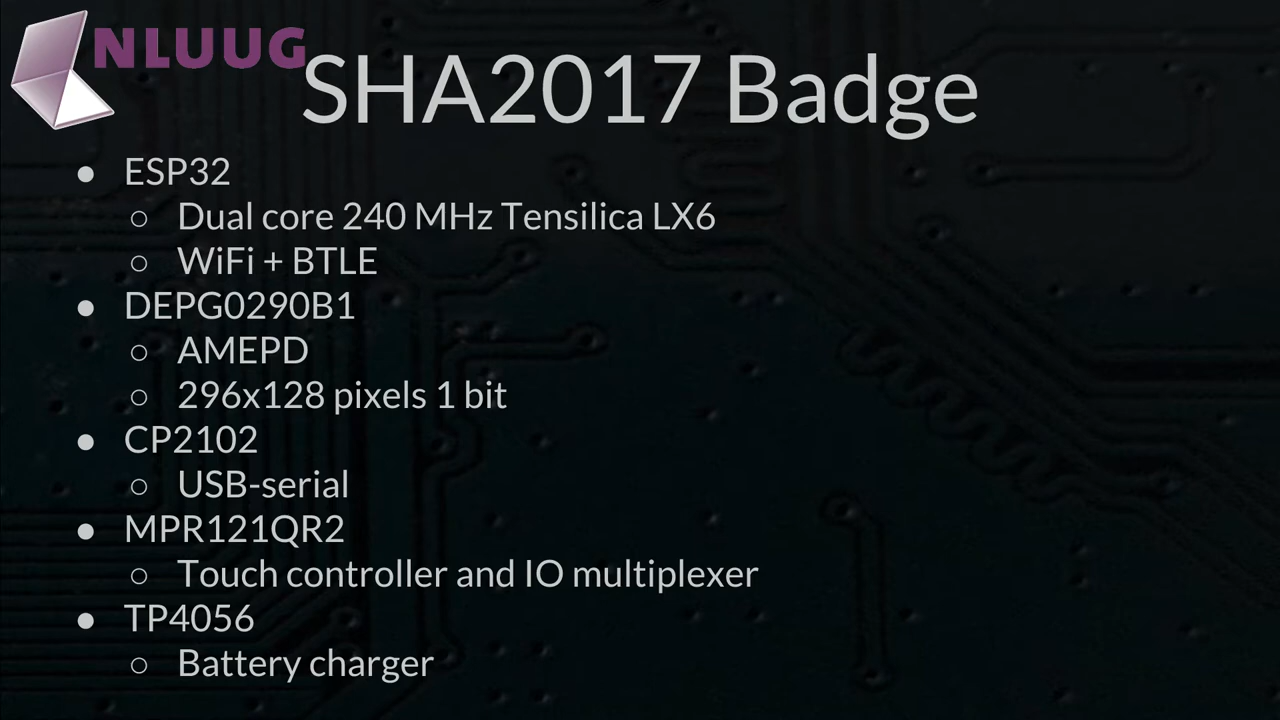 NLUUG
SHA2017 Badge
● ESP32
○ Dual core 240 MHz Tensilica LX6
○ WiFi + BTLE
● DEPG0290B1
○ AMEPD
○ 296x128 pixels 1 bit
● CP2102
○ USB-serial
● MPR121QR2
○ Touch controller and IO multiplexer
● TP4056
○ Battery charger